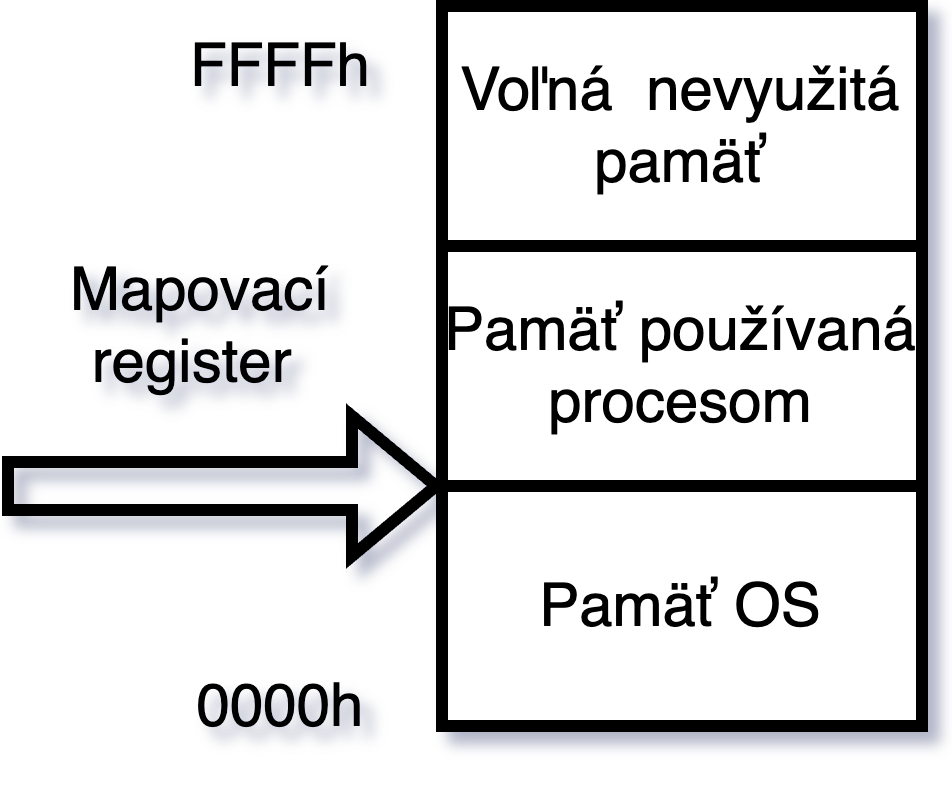 FFFFh
Voľná nevyužitá
pamäť
Mapovací
register
Pamäť používaná
procesom
Pamäť OS
0000h